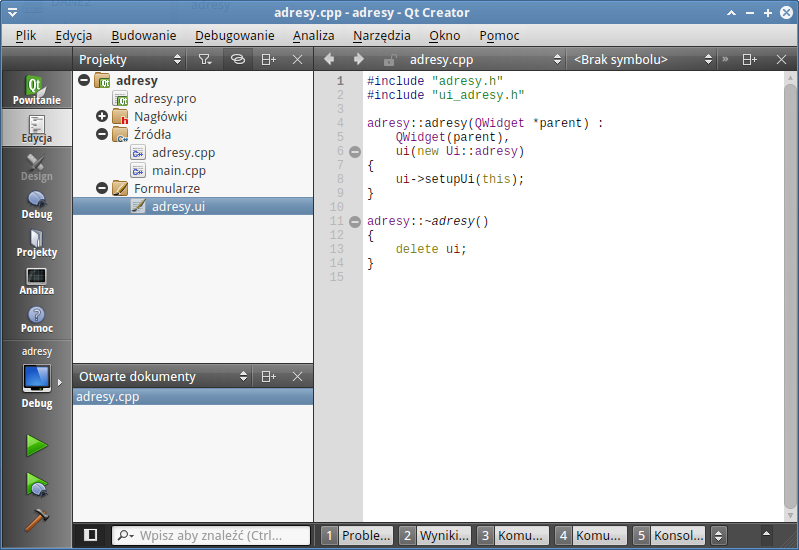 adresy.cpp - adresy - Qt Creator
Plik Edycja Budowanie Debugowanie Analiza Narzędzia Okno Pomoc
Projekty
adresy.cpp
<Brak symbolu>
»
Qt
Powitanie
Edycja
Design
Debug
Projekty
Analiza
Pomoc
adresy
Debug
adresy
adresy.pro
Nagłówki
Źródła
adresy.cpp
main.cpp
Formularze
adresy.ui
Otwarte dokumenty
adresy.cpp
1 #include "adresy.h"
2 #include "ui_adresy.h"
3
4 adresy::adresy(QWidget *parent) :
5     QWidget(parent),
6     ui(new Ui::adresy)
7 {
8     ui->setupUi(this);
9 }
10
11 adresy::~adresy()
12 {
13     delete ui;
14 }
15
Wpisz aby znaleźć (Ctrl...
1 Proble... 2 Wyniki... 3 Komu... 4 Komu... 5 Konsol...